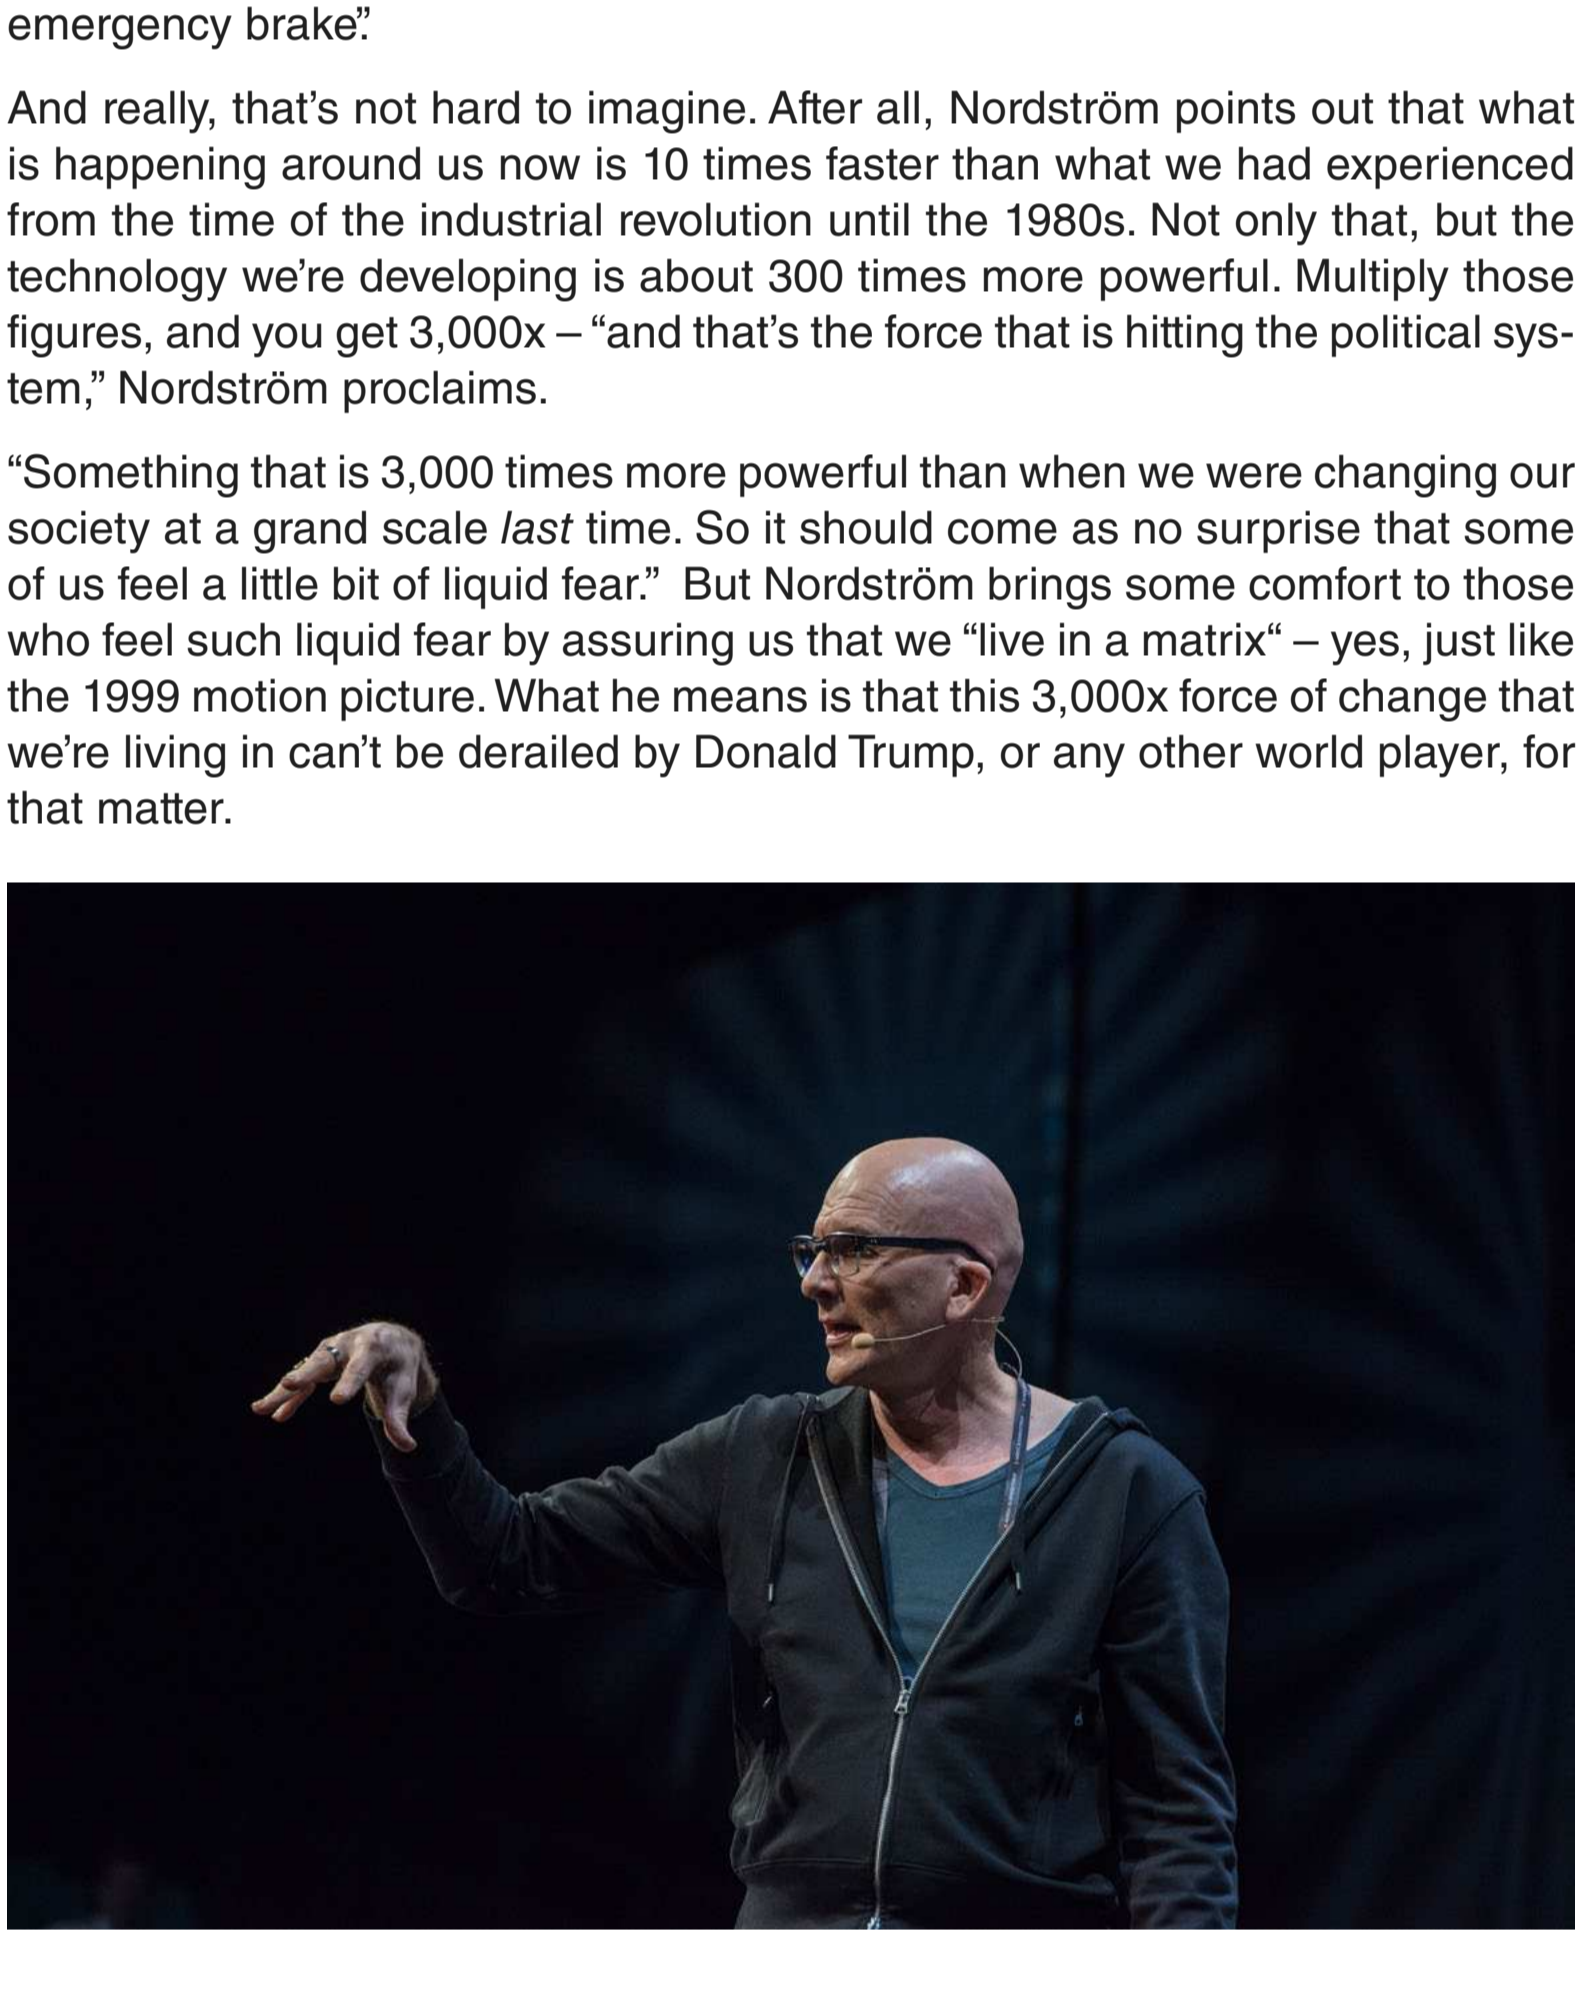 emergency brake”.
And really, that’s not hard to imagine. After all, Nordström points out that what
is happening around us now is 10 times faster than what we had experienced
from the time of the industrial revolution until the 1980s. Not only that, but the
technology we’re developing is about 300 times more powerful. Multiply those
figures, and you get 3,000x – “and that’s the force that is hitting the political sys-
tem,” Nordström proclaims.
“Something that is 3,000 times more powerful than when we were changing our
society at a grand scale last time. So it should come as no surprise that some
of us feel a little bit of liquid fear.” But Nordström brings some comfort to those
who feel such liquid fear by assuring us that we “live in a matrix“ – yes, just like
the 1999 motion picture. What he means is that this 3,000x force of change that
we’re living in can’t be derailed by Donald Trump, or any other world player, for
that matter.